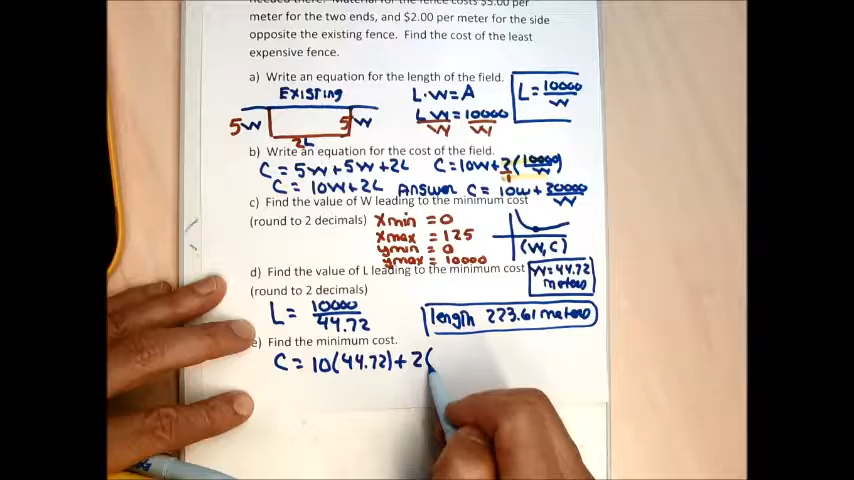 needed there. Material for the fence costs $5.00 per
meter for the two ends, and $2.00 per meter for the side
opposite the existing fence. Find the cost of the least
expensive fence.
a) Write an equation for the length of the field.
EXISTING
5W 5W
2L
L·W=A
LW=10000
W W
L=10000/W
b) Write an equation for the cost of the field.
C = 5W+5W+2L C=10W+2/1(10000/W)
C = 10W+2L Answer C = 10W+20000/W
c) Find the value of W leading to the minimum cost
(round to 2 decimals)
xmin = 0
xmax = 125
ymin = 0
ymax = 10000
(W,C)
d) Find the value of L leading to the minimum cost
(round to 2 decimals)
W=44.72
meters
L = 10000/44.72
length 223.61 meters
e) Find the minimum cost.
C = 10(44.72)+2(